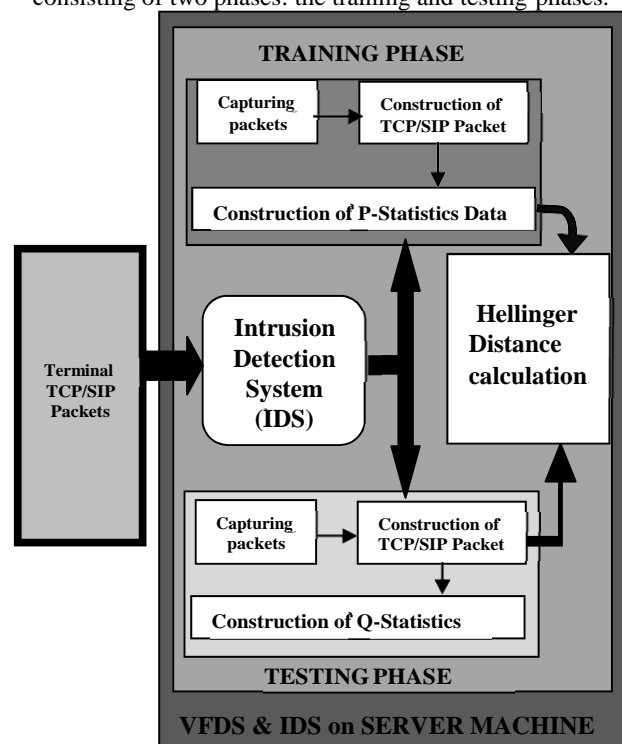 consisting of two phases: the training and testing phases.
TRAINING PHASE
Capturing
packets
Construction of
TCP/SIP Packet
Construction of P-Statistics Data
Terminal
TCP/SIP
Packets
Intrusion
Detection
System
(IDS)
Hellinger
Distance
calculation
Capturing
packets
Construction of
TCP/SIP Packet
Construction of Q-Statistics
TESTING PHASE
VFDS & IDS on SERVER MACHINE